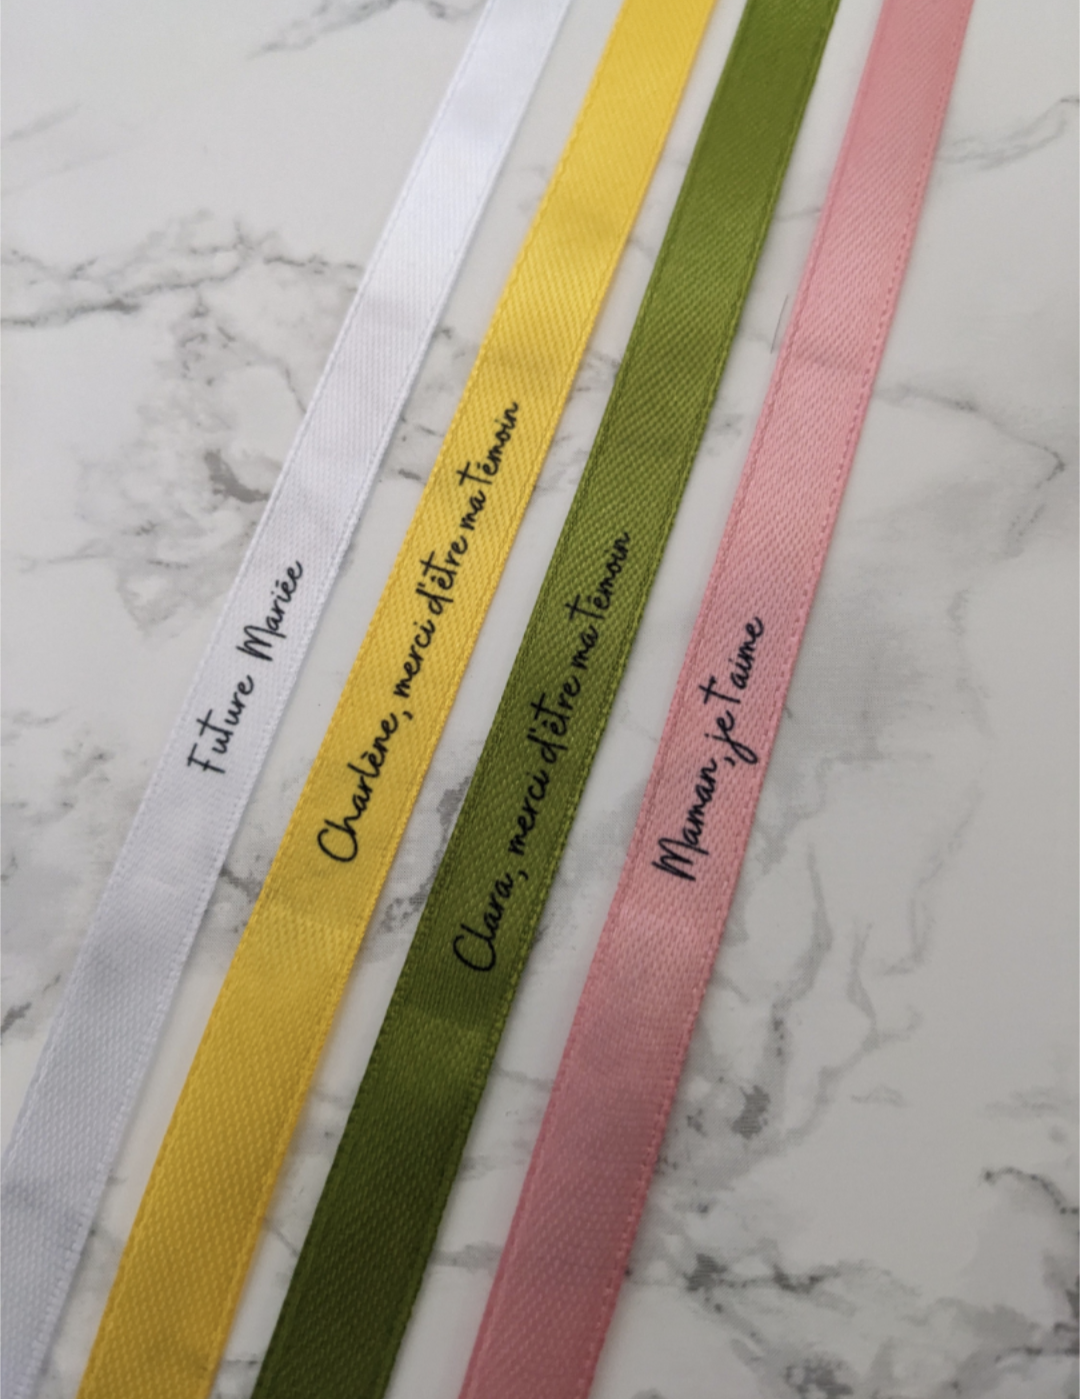 Future Mariée
Charlène, merci d'être ma témoin
Clara, merci d'être ma témoin
Maman, je t'aime